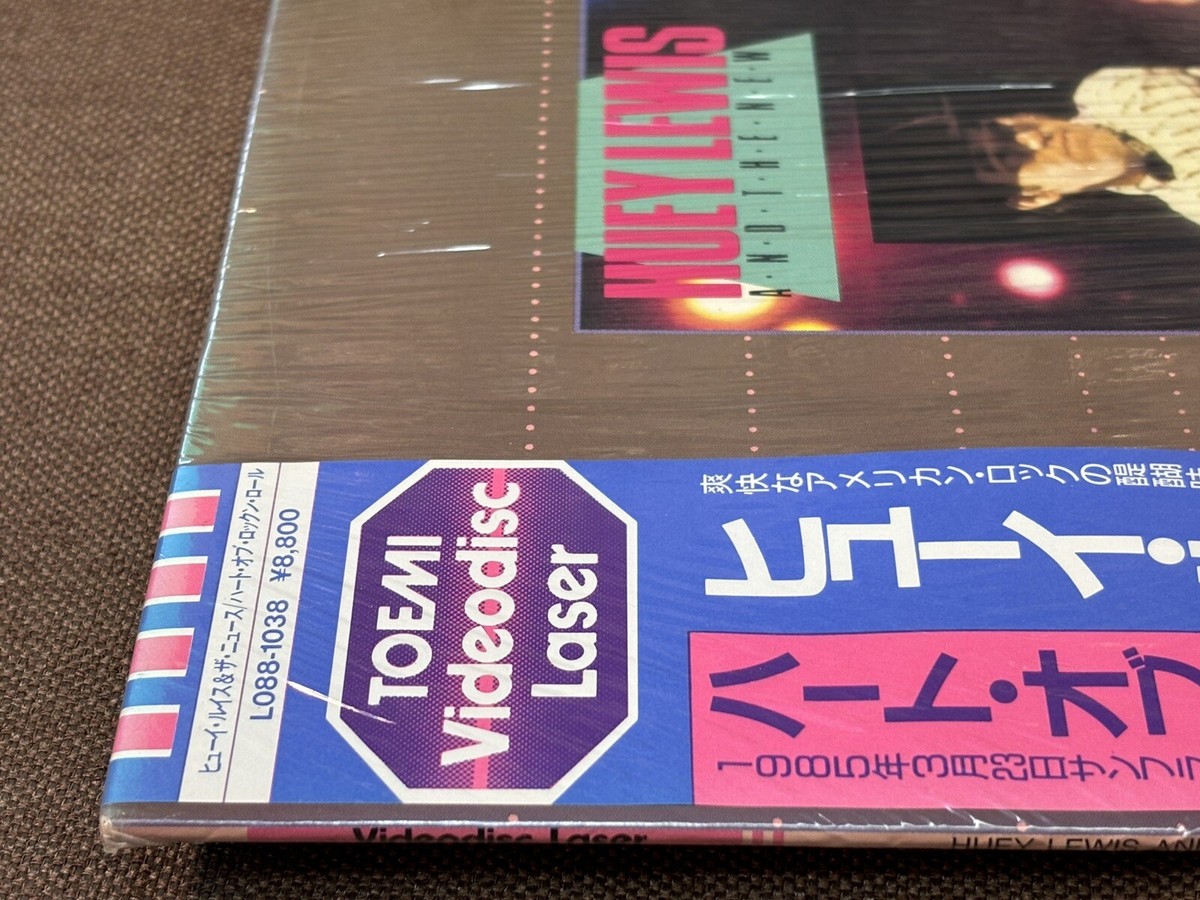 HUEY LEWIS
A·N·D·T·H·E·N·E·W
ヒューイ・ルイス&ザ・ニュース/ハート・オブ・ロックン・ロール
L088-1038 ¥8,800
TOEMI
Videodisc
Laser
爽快なアメリカン・ロックの醍醐味
ヒューイ・
ハート・オブ
1985年3月23日サンフラ
Videodisc Laser
HUEY LEWIS AN